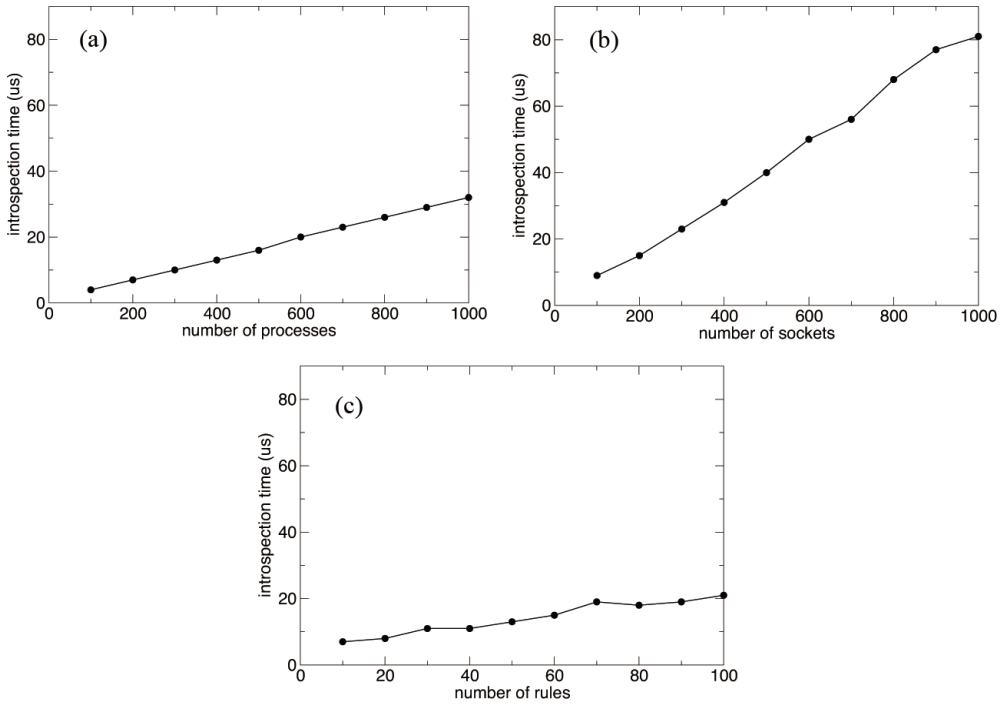 (a)
80
60
40
20
0
introspection time (us)
0 200 400 600 800 1000
number of processes
(b)
80
60
40
20
0
introspection time (us)
0 200 400 600 800 1000
number of sockets
(c)
80
60
40
20
0
introspection time (us)
0 20 40 60 80 100
number of rules